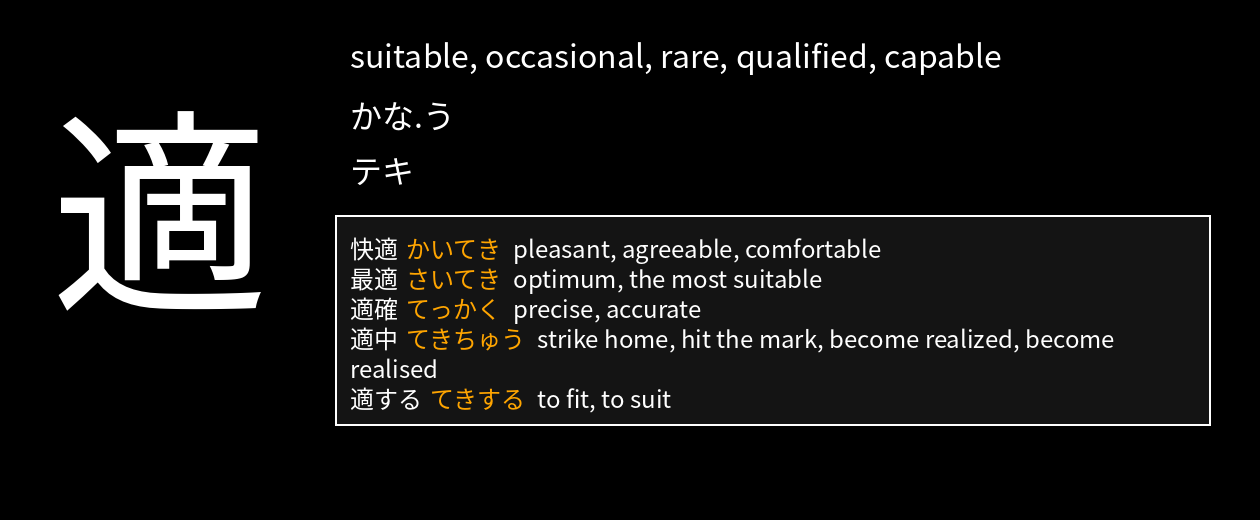 適
suitable, occasional, rare, qualified, capable
かな.う
テキ
快適 かいてき pleasant, agreeable, comfortable
最適 さいてき optimum, the most suitable
適確 てっかく precise, accurate
適中 てきちゅう strike home, hit the mark, become realized, become
realised
適する てきする to fit, to suit